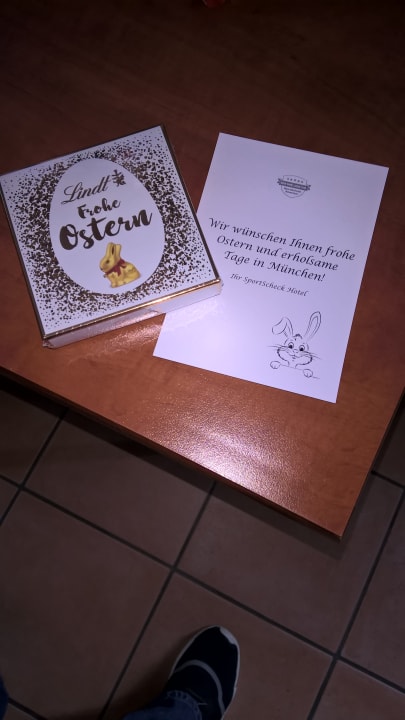 Lindt
Frohe
Ostern
Wir wünschen Ihnen frohe
Ostern und erholsame
Tage in München!
Ihr SportScheck Hotel